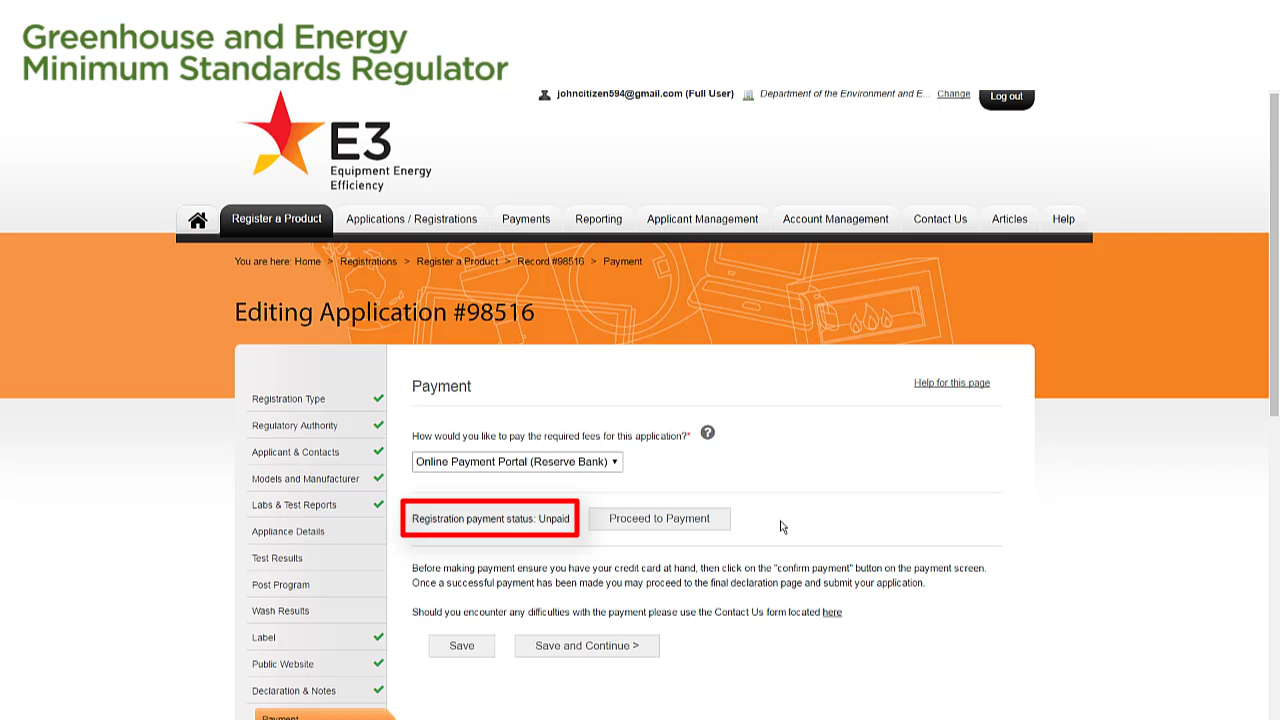 Greenhouse and Energy
Minimum Standards Regulator
johncitizen594@gmail.com (Full User) Department of the Environment and E... Change Log out
E3
Equipment Energy
Efficiency
Register a Product Applications / Registrations Payments Reporting Applicant Management Account Management Contact Us Articles Help
You are here: Home > Registrations > Register a Product > Record #98516 > Payment
Editing Application #98516
Registration Type
Regulatory Authority
Applicant & Contacts
Models and Manufacturer
Labs & Test Reports
Appliance Details
Test Results
Post Program
Wash Results
Label
Public Website
Declaration & Notes
Payment
Payment
Help for this page
How would you like to pay the required fees for this application?* ?
Online Payment Portal (Reserve Bank)
Registration payment status: Unpaid Proceed to Payment
Before making payment ensure you have your credit card at hand, then click on the "confirm payment" button on the payment screen.
Once a successful payment has been made you may proceed to the final declaration page and submit your application.
Should you encounter any difficulties with the payment please use the Contact Us form located here
Save Save and Continue >